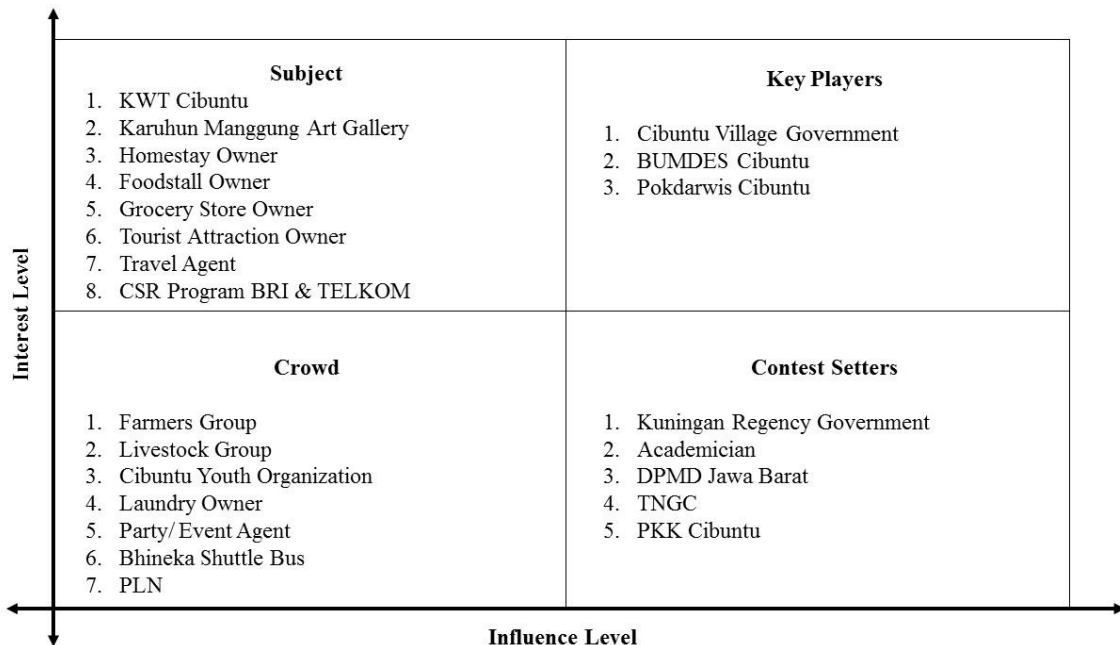 Subject
1. KWT Cibuntu
2. Karuhun Manggung Art Gallery
3. Homestay Owner
4. Foodstall Owner
5. Grocery Store Owner
6. Tourist Attraction Owner
7. Travel Agent
8. CSR Program BRI & TELKOM
Key Players
1. Cibuntu Village Government
2. BUMDES Cibuntu
3. Pokdarwis Cibuntu
Interest Level
Crowd
1. Farmers Group
2. Livestock Group
3. Cibuntu Youth Organization
4. Laundry Owner
5. Party/ Event Agent
6. Bhineka Shuttle Bus
7. PLN
Contest Setters
1. Kuningan Regency Government
2. Academician
3. DPMD Jawa Barat
4. TNGC
5. PKK Cibuntu
Influence Level